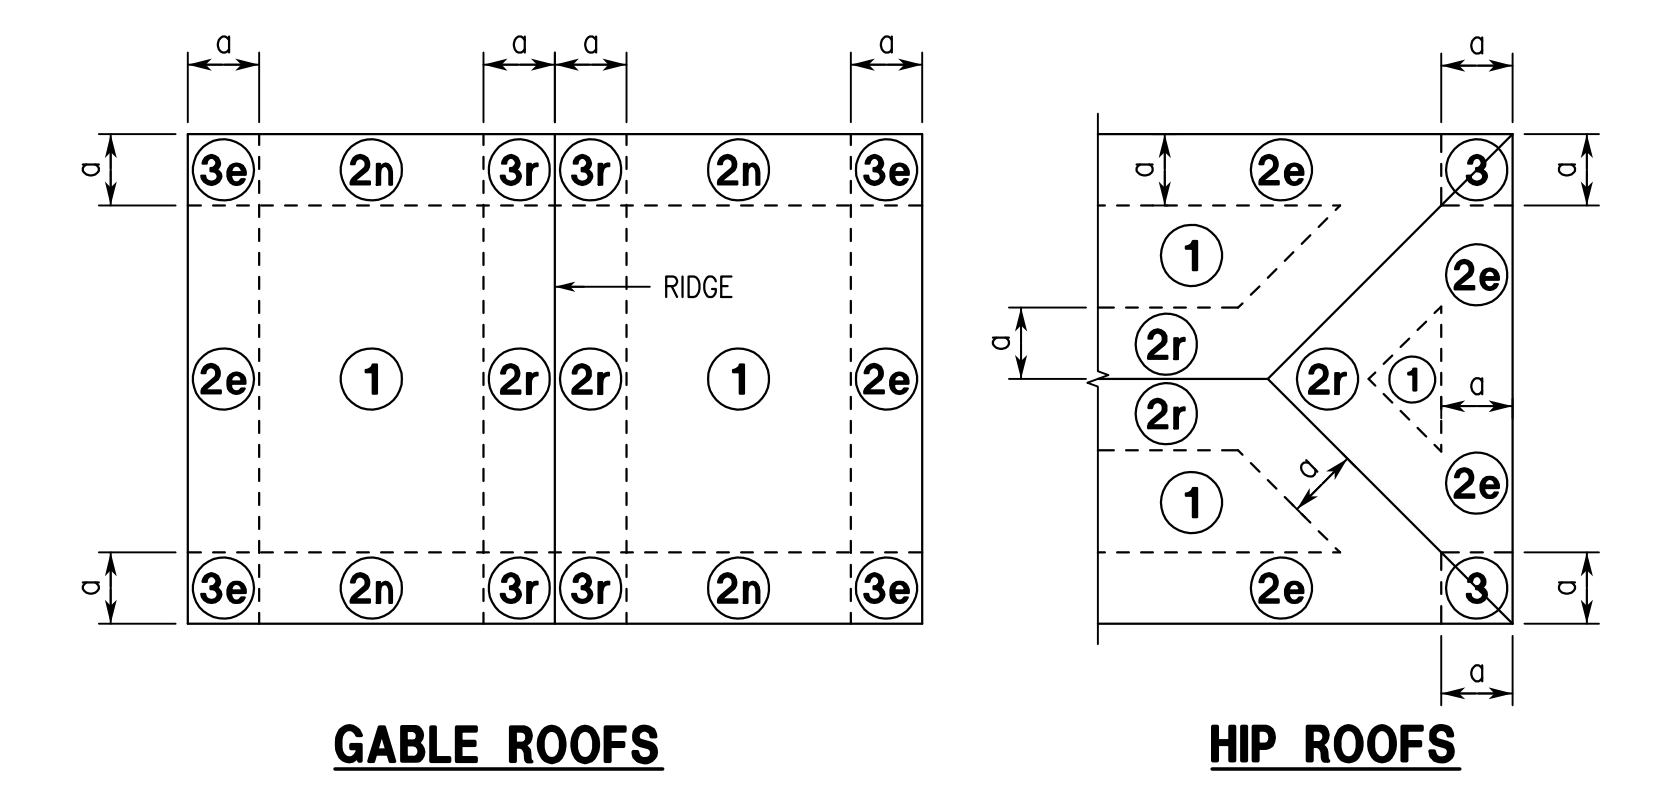 a a a a a
a a a
3e 2n 3r 3r 2n 3e 2e 3
1
RIDGE 2e
a 2r
2e 1 2r 2r 1 2e 2r 1 a
2r
a 2e
1
a a
3e 2n 3r 3r 2n 3e 2e 3
a
GABLE ROOFS HIP ROOFS